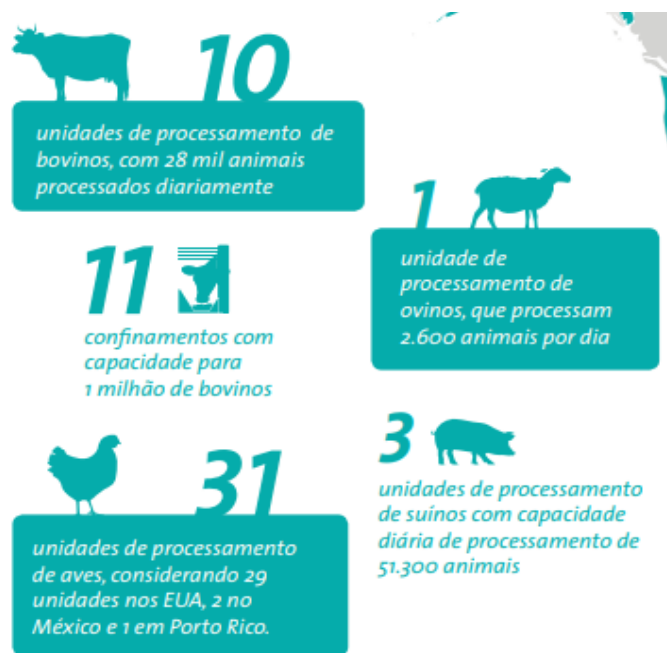 10
unidades de processamento de
bovinos, com 28 mil animais
processados diariamente
1
unidade de
processamento de
ovinos, que processam
2.600 animais por dia
11
confinamentos com
capacidade para
1 milhão de bovinos
3
unidades de processamento
de suínos com capacidade
diária de processamento de
51.300 animais
31
unidades de processamento
de aves, considerando 29
unidades nos EUA, 2 no
México e 1 em Porto Rico.